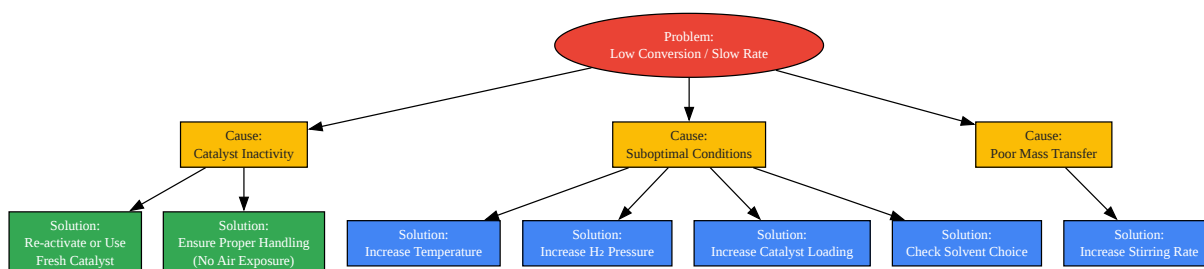 Problem:
Low Conversion / Slow Rate
Cause:
Catalyst Inactivity
Cause:
Suboptimal Conditions
Cause:
Poor Mass Transfer
Solution:
Re-activate or Use
Fresh Catalyst
Solution:
Ensure Proper Handling
(No Air Exposure)
Solution:
Increase Temperature
Solution:
Increase H₂ Pressure
Solution:
Increase Catalyst Loading
Solution:
Check Solvent Choice
Solution:
Increase Stirring Rate